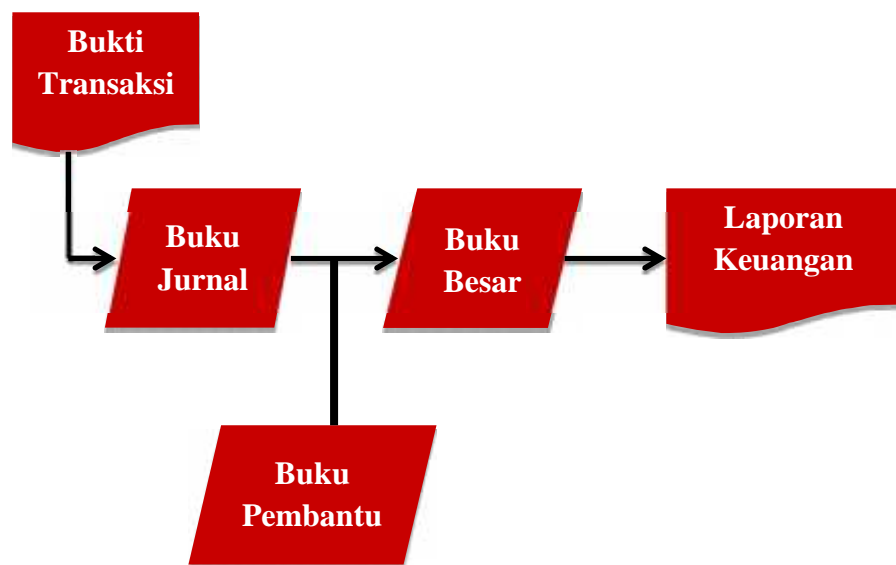 Bukti
Transaksi
Buku
Jurnal
Buku
Besar
Laporan
Keuangan
Buku
Pembantu